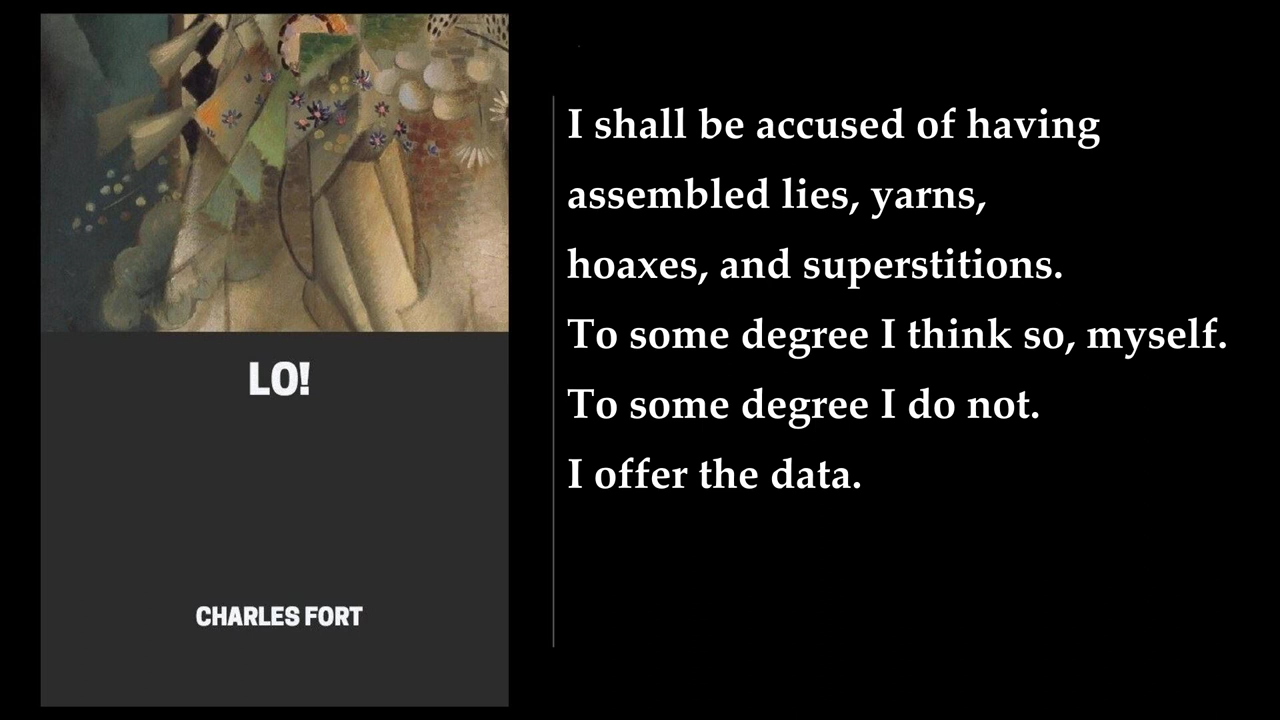 LO!
CHARLES FORT
I shall be accused of having
assembled lies, yarns,
hoaxes, and superstitions.
To some degree I think so, myself.
To some degree I do not.
I offer the data.